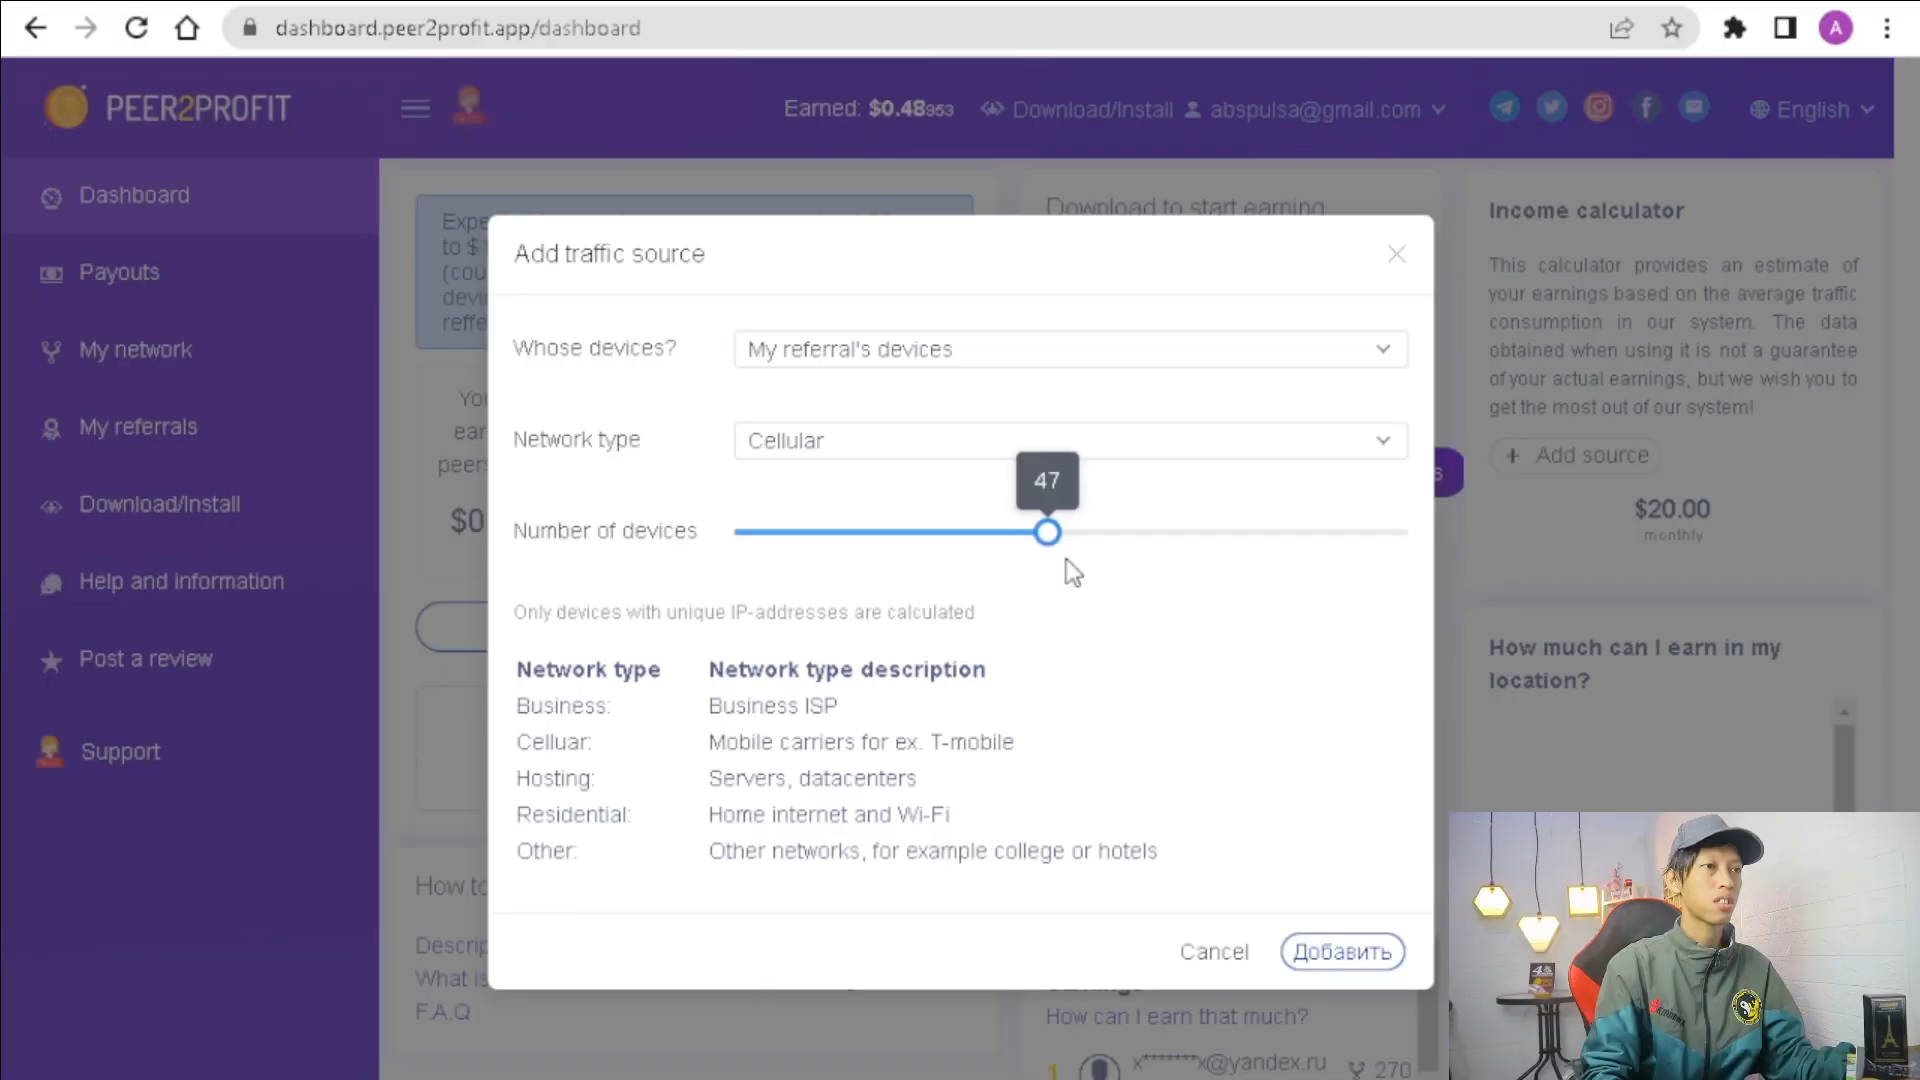 dashboard.peer2profit.app/dashboard
A
PEER2PROFIT
Earned: $0.48953
Download/Install
abspulsa@gmail.com
English
Dashboard
Payouts
My network
My referrals
Download/Install
Help and information
Post a review
Support
Expe
to $
(cou
devi
reffe
Download to start earning
You
ear
peers
$0
Add traffic source
Whose devices?
My referral's devices
Network type
Cellular
47
Number of devices
Only devices with unique IP-addresses are calculated
Network type
Network type description
Business:
Business ISP
Celluar:
Mobile carriers for ex. T-mobile
Hosting:
Servers, datacenters
Residential:
Home internet and Wi-Fi
Other:
Other networks, for example college or hotels
Cancel
Добавить
Income calculator
This calculator provides an estimate of
your earnings based on the average traffic
consumption in our system. The data
obtained when using it is not a guarantee
of your actual earnings, but we wish you to
get the most out of our system!
+ Add source
$20.00
monthly
How much can I earn in my
location?
How to
Descrip
What is
F.A.Q
How can I earn that much?
1
x*******x@yandex.ru
270